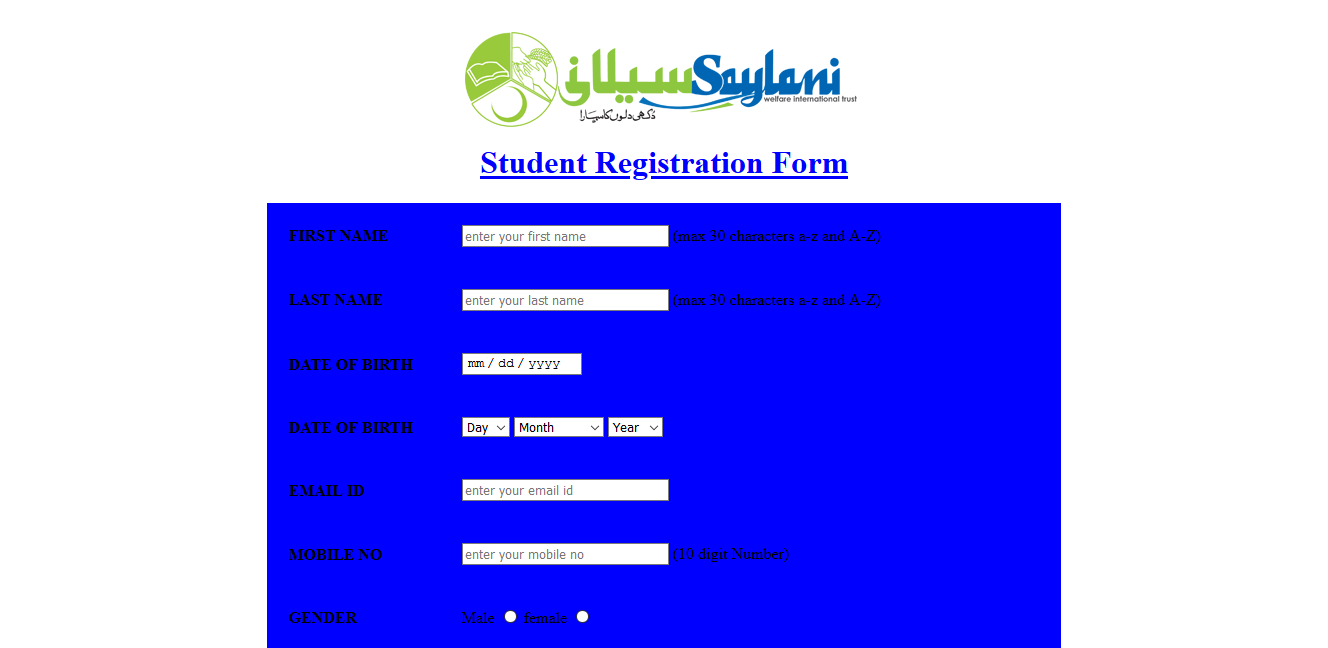 سیلانی Saylani
welfare international trust
دُکھی دلوں کا سہارا
Student Registration Form
FIRST NAME enter your first name (max 30 characters a-z and A-Z)
LAST NAME enter your last name (max 30 characters a-z and A-Z)
DATE OF BIRTH mm / dd / yyyy
DATE OF BIRTH Day Month Year
EMAIL ID enter your email id
MOBILE NO enter your mobile no (10 digit Number)
GENDER Male female